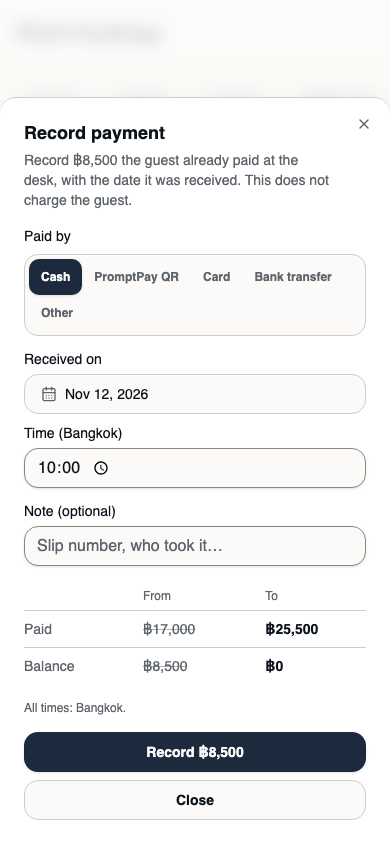 Record payment
Record ฿8,500 the guest already paid at the
desk, with the date it was received. This does not
charge the guest.
Paid by
Cash PromptPay QR Card Bank transfer
Other
Received on
Nov 12, 2026
Time (Bangkok)
10:00
Note (optional)
Slip number, who took it…
From To
Paid ฿17,000 ฿25,500
Balance ฿8,500 ฿0
All times: Bangkok.
Record ฿8,500
Close